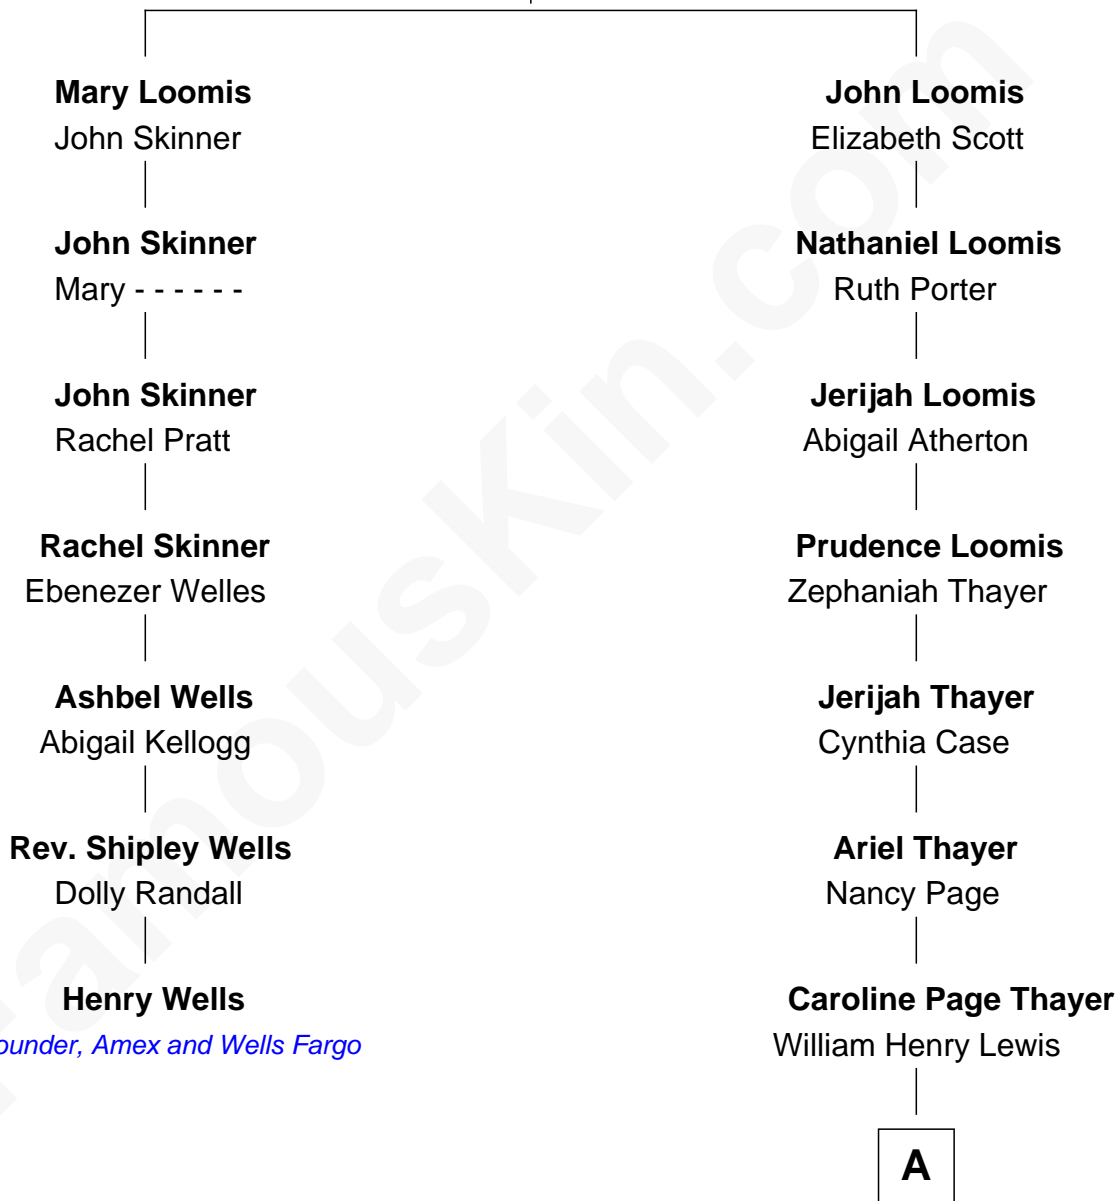 Mary Loomis
John Skinner
John Loomis
Elizabeth Scott
John Skinner
Mary - - - - - -
Nathaniel Loomis
Ruth Porter
John Skinner
Rachel Pratt
Jerijah Loomis
Abigail Atherton
Rachel Skinner
Ebenezer Welles
Prudence Loomis
Zephaniah Thayer
Ashbel Wells
Abigail Kellogg
Jerijah Thayer
Cynthia Case
Rev. Shipley Wells
Dolly Randall
Ariel Thayer
Nancy Page
Henry Wells
ounder, Amex and Wells Fargo
Caroline Page Thayer
William Henry Lewis
A
FamousKin.com